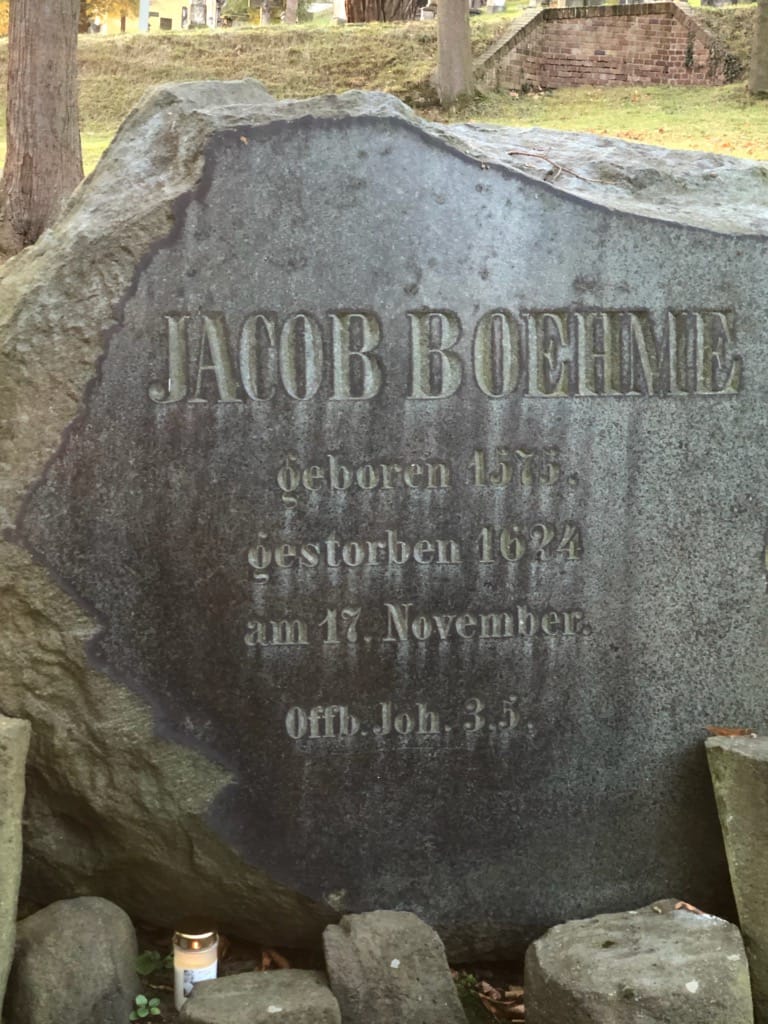 JACOB BOEHME
geboren 1575.
gestorben 1624
am 17. November.
Offb. Joh. 3.5.